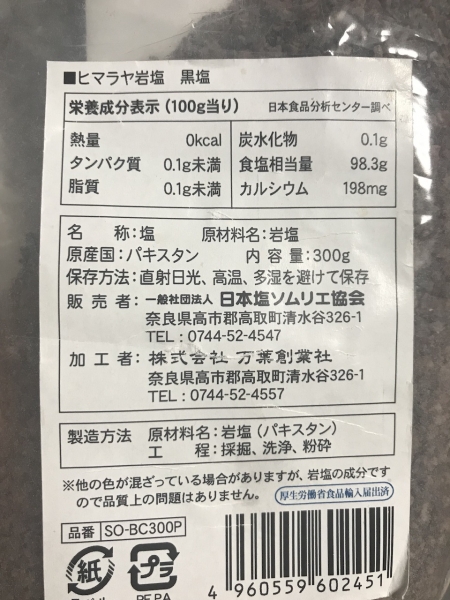 ■ヒマラヤ岩塩 黒塩
栄養成分表示(100g当り) 日本食品分析センター調べ
熱量 0kcal 炭水化物 0.1g
タンパク質 0.1g未満 食塩相当量 98.3g
脂質 0.1g未満 カルシウム 198mg
名 称:塩 原材料名:岩塩
原産国:パキスタン 内容量:300g
保存方法:直射日光、高温、多湿を避けて保存
販売者:一般社団法人 日本塩ソムリエ協会
奈良県高市郡高取町清水谷326-1
TEL:0744-52-4547
加工者:株式会社 万葉創業社
奈良県高市郡高取町清水谷326-1
TEL:0744-52-4557
製造方法 原材料名:岩塩(パキスタン)
工 程:採掘、洗浄、粉砕
※他の色が混ざっている場合がありますが、岩塩の成分です
ので品質上の問題はありません。 厚生労働省食品輸入届出済
品番 SO-BC300P
紙 プラ
PE,PA
4 960559 602451